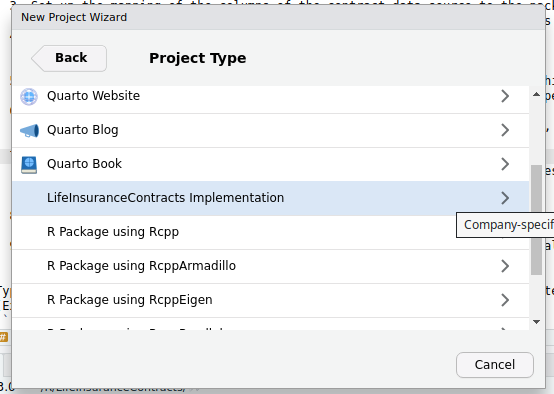 New Project Wizard
Back
Project Type
Quarto Website
Quarto Blog
Quarto Book
LifeInsuranceContracts Implementation
Company-specif
R Package using Rcpp
R Package using RcppArmadillo
R Package using RcppEigen
Cancel
/R/LifeInsuranceContracts/